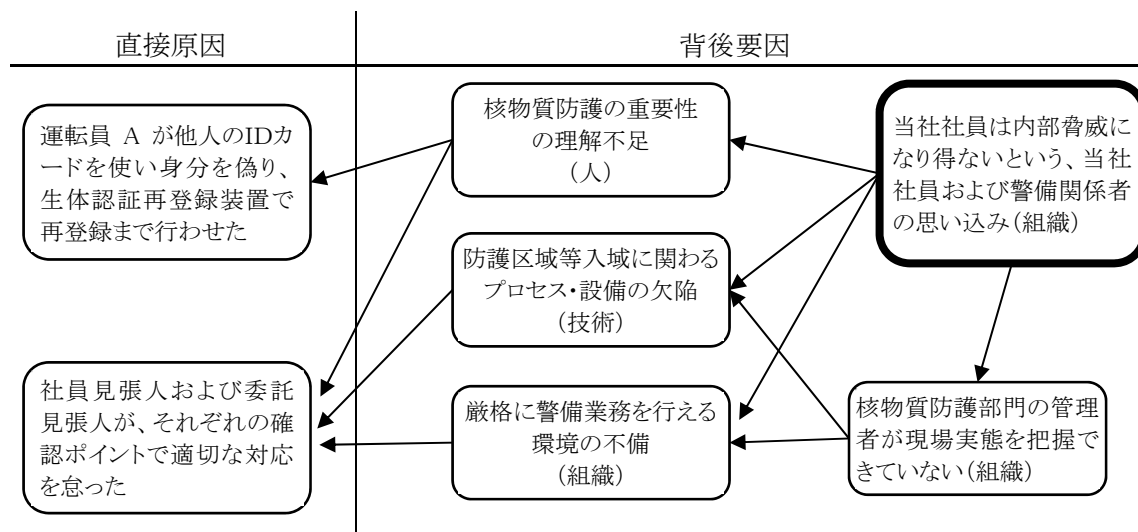 直接原因
背後要因
運転員 A が他人のIDカ
ードを使い身分を偽り、
生体認証再登録装置で
再登録まで行わせた
社員見張人および委託
見張人が、それぞれの確
認ポイントで適切な対応
を怠った
核物質防護の重要性
の理解不足
(人)
防護区域等入域に関わる
プロセス・設備の欠陥
(技術)
厳格に警備業務を行える
環境の不備
(組織)
当社社員は内部脅威に
なり得ないという、当社
社員および警備関係者
の思い込み(組織)
核物質防護部門の管理
者が現場実態を把握で
きていない(組織)